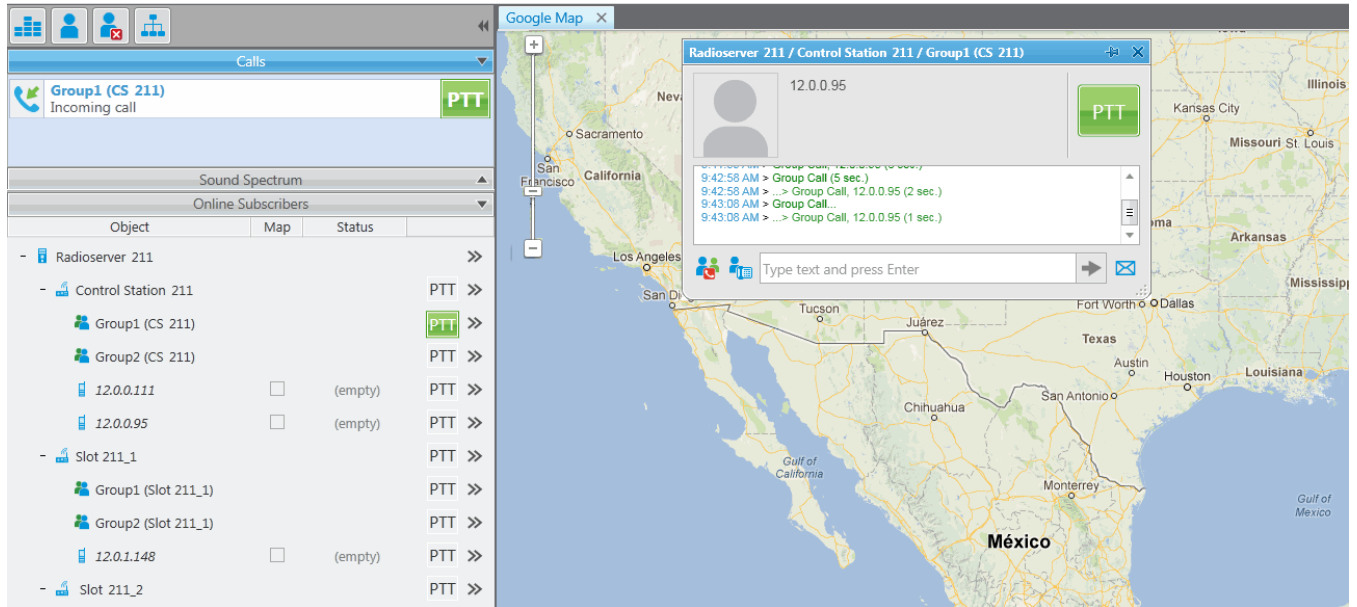 Calls
Group1 (CS 211)
Incoming call
PTT
Sound Spectrum
Online Subscribers
Object Map Status
Radioserver 211
Control Station 211 PTT
Group1 (CS 211) PTT
Group2 (CS 211) PTT
12.0.0.111 (empty) PTT
12.0.0.95 (empty) PTT
Slot 211_1 PTT
Group1 (Slot 211_1) PTT
Group2 (Slot 211_1) PTT
12.0.1.148 (empty) PTT
Slot 211_2 PTT
Google Map
Radioserver 211 / Control Station 211 / Group1 (CS 211)
12.0.0.95
PTT
9:42:58 AM > Group Call (5 sec.)
9:42:58 AM > ...> Group Call, 12.0.0.95 (2 sec.)
9:43:08 AM > Group Call...
9:43:08 AM > ...> Group Call, 12.0.0.95 (1 sec.)
Type text and press Enter
Illinois
Kansas City
Sacramento
Missouri St. Louis
San
Francisco
California
Arkansas
Los Angeles
Mississipp
Fort Worth
Dallas
Tucson
Juárez
Texas
Austin
Houston
Louisiana
San Antonio
Chihuahua
Gulf of
California
Monterrey
Gulf of
Mexico
México